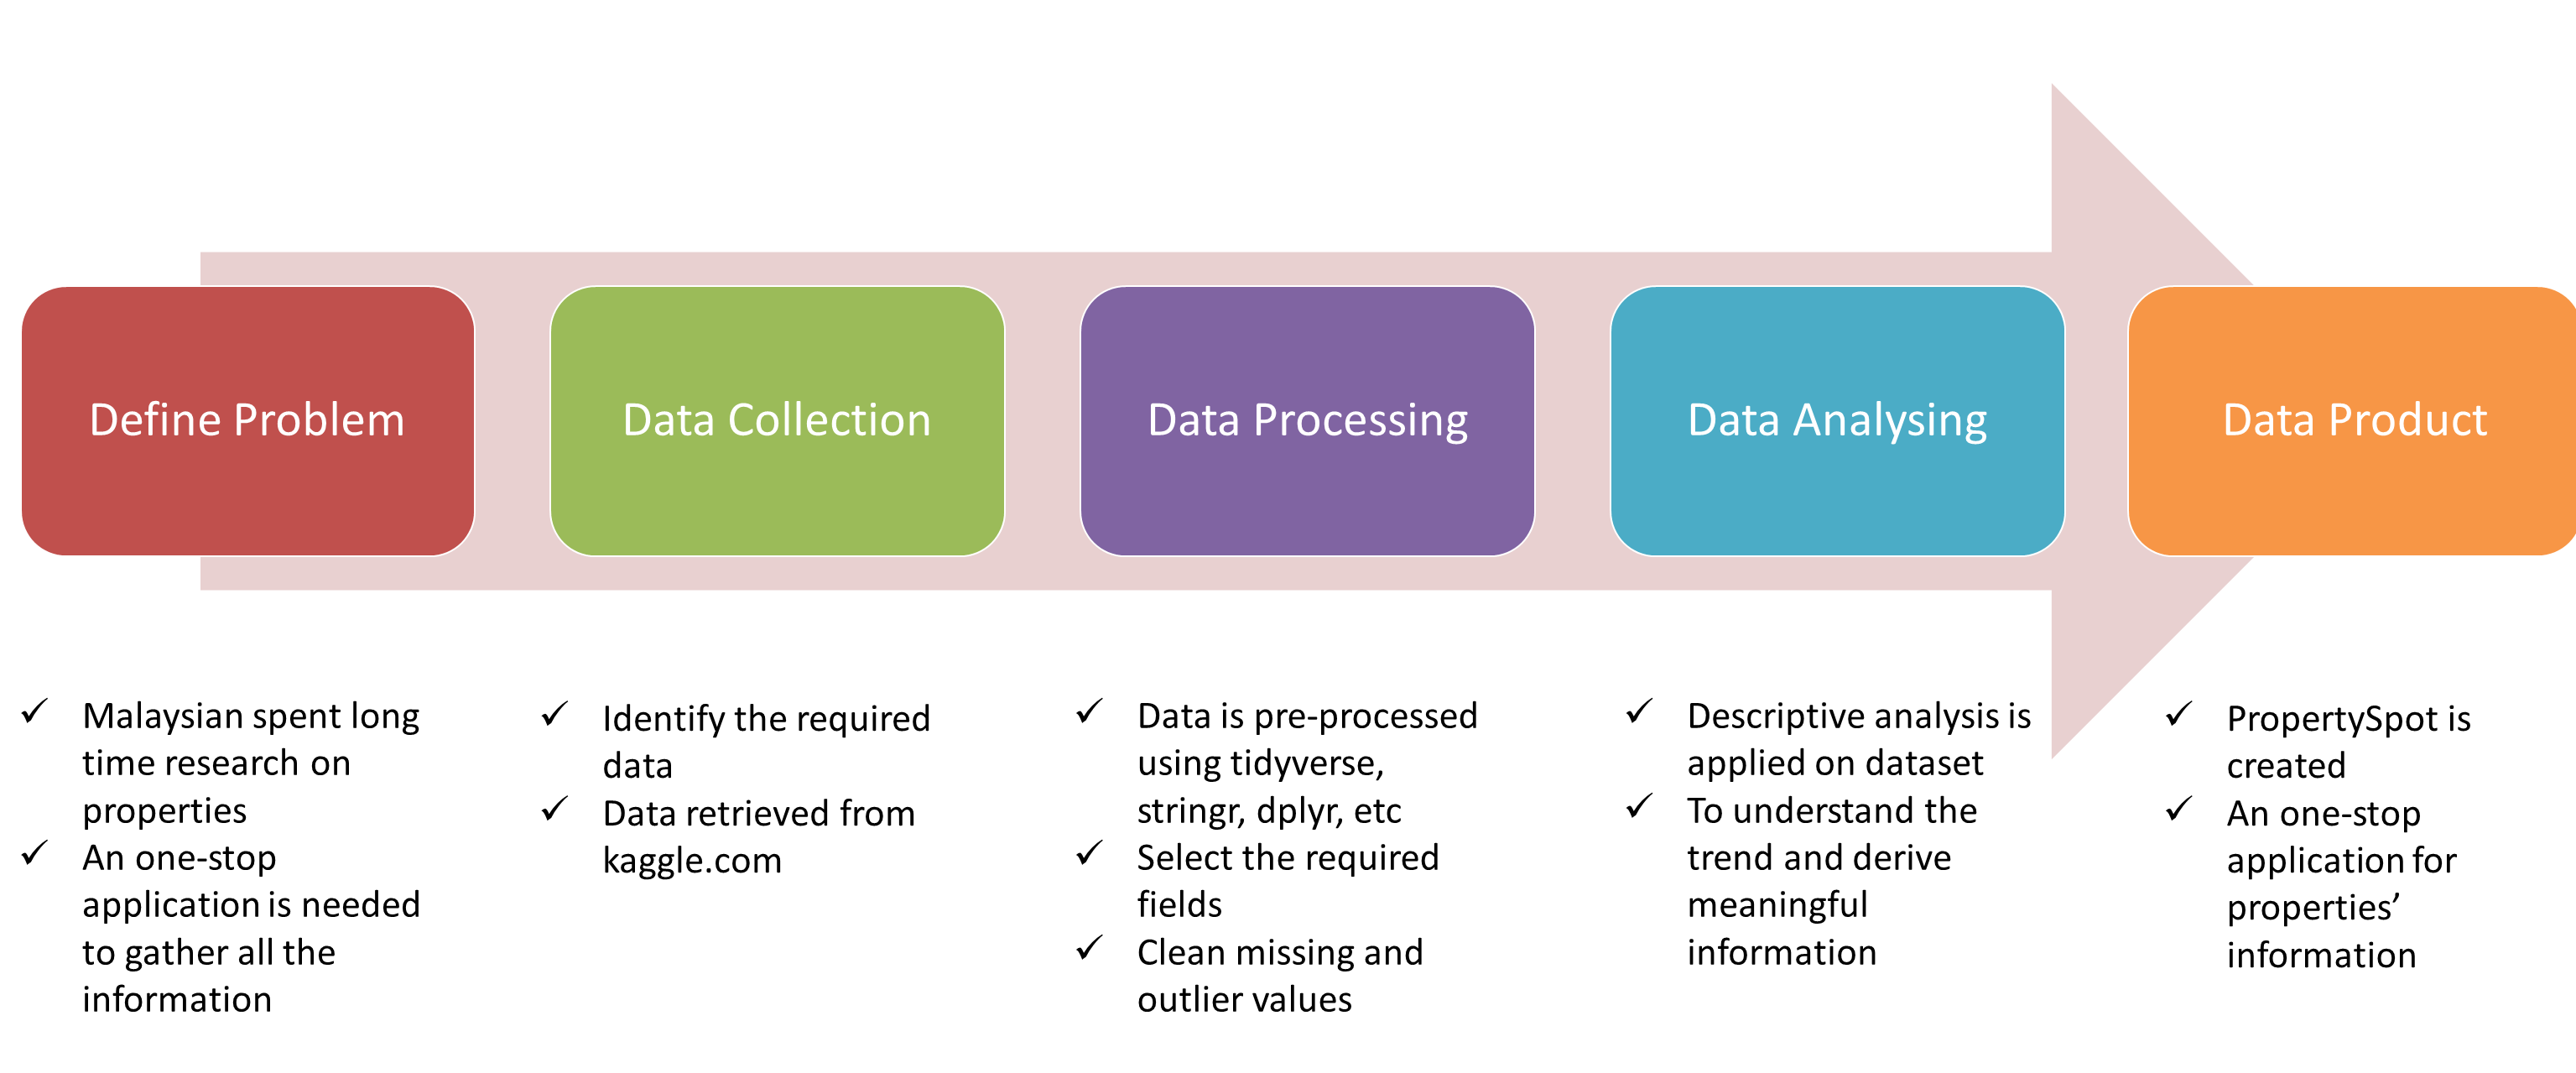 Define Problem
Data Collection
Data Processing
Data Analysing
Data Product
Malaysian spent long
time research on
properties
An one-stop
application is needed
to gather all the
information
Identify the required
data
Data retrieved from
kaggle.com
Data is pre-processed
using tidyverse,
stringr, dplyr, etc
Select the required
fields
Clean missing and
outlier values
Descriptive analysis is
applied on dataset
To understand the
trend and derive
meaningful
information
PropertySpot is
created
An one-stop
application for
properties’
information